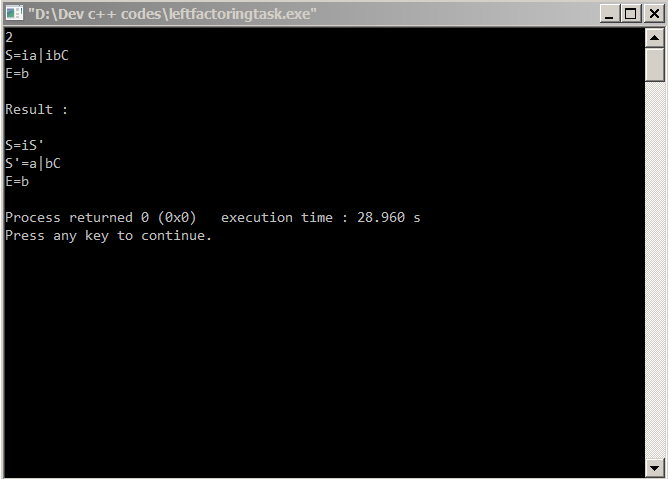 "D:\Dev c++ codes\leftfactoringtask.exe"
2
S=ia|ibC
E=b
Result :
S=iS'
S'=a|bC
E=b
Process returned 0 (0x0)   execution time : 28.960 s
Press any key to continue.